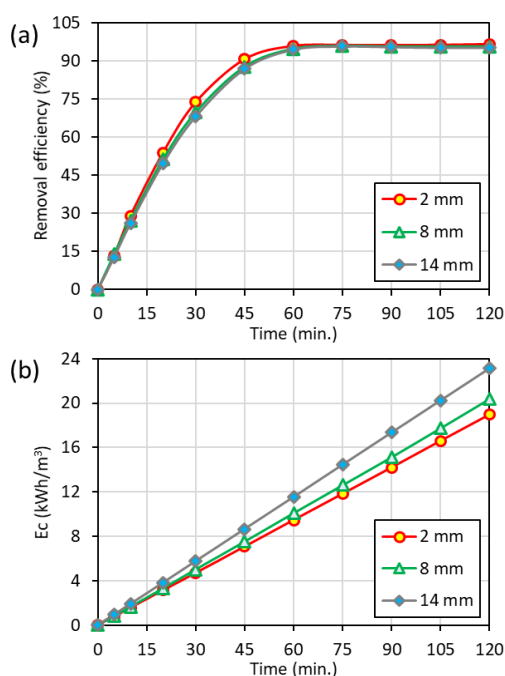 (a)
Removal efficiency (%)
105
90
75
60
45
30
15
0
2 mm
8 mm
14 mm
0 15 30 45 60 75 90 105 120
Time (min.)
(b)
Ec (kWh/m³)
24
20
16
12
8
4
0
2 mm
8 mm
14 mm
0 15 30 45 60 75 90 105 120
Time (min.)